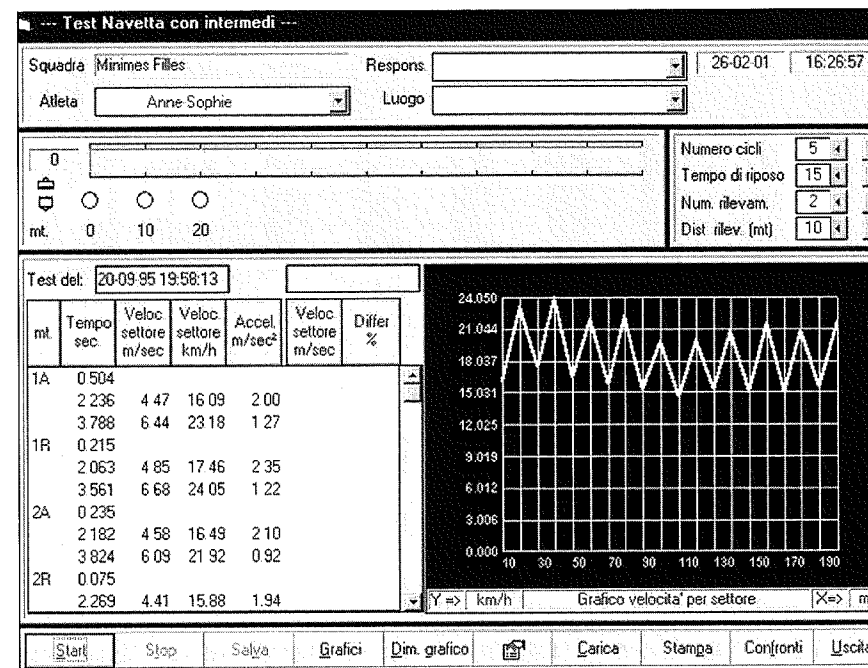 --- Test Navetta con intermedi ---
Squadra Minimes Filles Respons. 26-02-01 16:26:57
Atleta Anne-Sophie Luogo
0
mt. 0 10 20
Numero cicli 5
Tempo di riposo 15
Num. rilevam. 2
Dist. rilev. (mt) 10
Test del: 20-09-95 19:58:13
mt. Tempo sec. Veloc. settore m/sec Veloc. settore km/h Accel. m/sec² Veloc. settore m/sec Differ %
1A 0.504
2.236 4.47 16.09 2.00
3.788 6.44 23.18 1.27
1R 0.215
2.063 4.85 17.46 2.35
3.561 6.68 24.05 1.22
2A 0.235
2.182 4.58 16.49 2.10
3.824 6.09 21.92 0.92
2R 0.075
2.269 4.41 15.88 1.94
24.050
21.044
18.037
15.031
12.025
9.019
6.012
3.006
0.000
10 30 50 70 90 110 130 150 170 190
Y => km/h Grafico velocita' per settore X=> m
Start Stop Salva Grafici Dim. grafico Carica Stampa Confronti